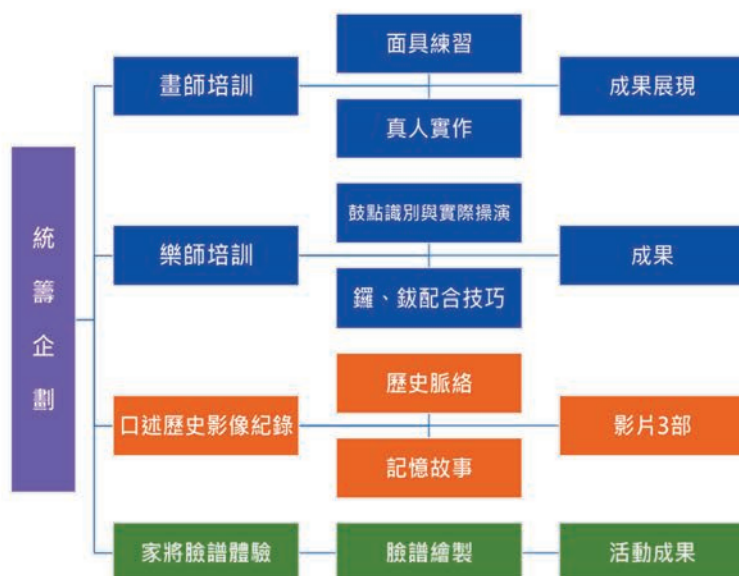 統籌企劃
畫師培訓
面具練習
真人實作
成果展現
樂師培訓
鼓點識別與實際操演
鑼、鈸配合技巧
成果
口述歷史影像紀錄
歷史脈絡
記憶故事
影片3部
家將臉譜體驗
臉譜繪製
活動成果